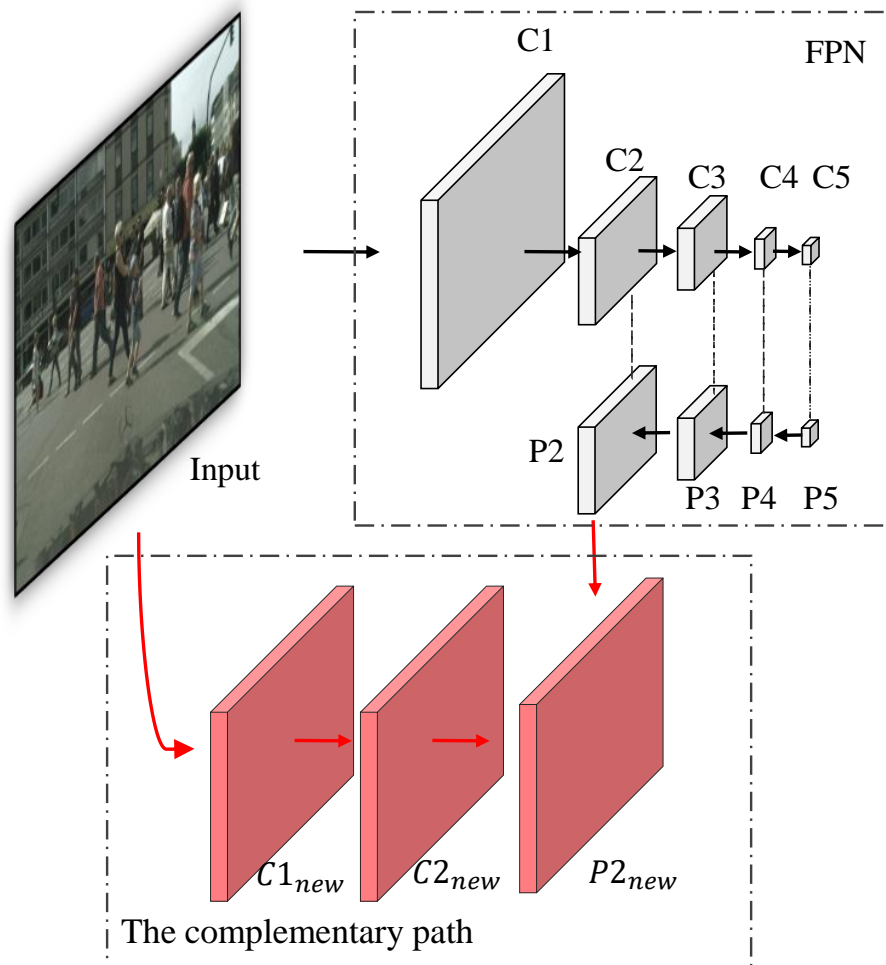 C1
FPN
C2
C3
C4
C5
P2
Input
P3
P4
P5
C1new
C2new
P2new
The complementary path